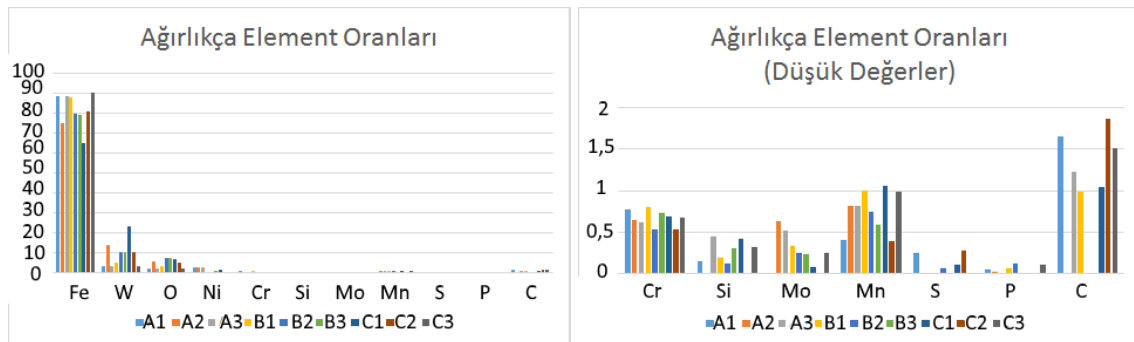 Ağırlıkça Element Oranları
100
90
80
70
60
50
40
30
20
10
0
Fe W O Ni Cr Si Mo Mn S P C
A1 A2 A3 B1 B2 B3 C1 C2 C3
Ağırlıkça Element Oranları
(Düşük Değerler)
2
1,5
1
0,5
0
Cr Si Mo Mn S P C
A1 A2 A3 B1 B2 B3 C1 C2 C3